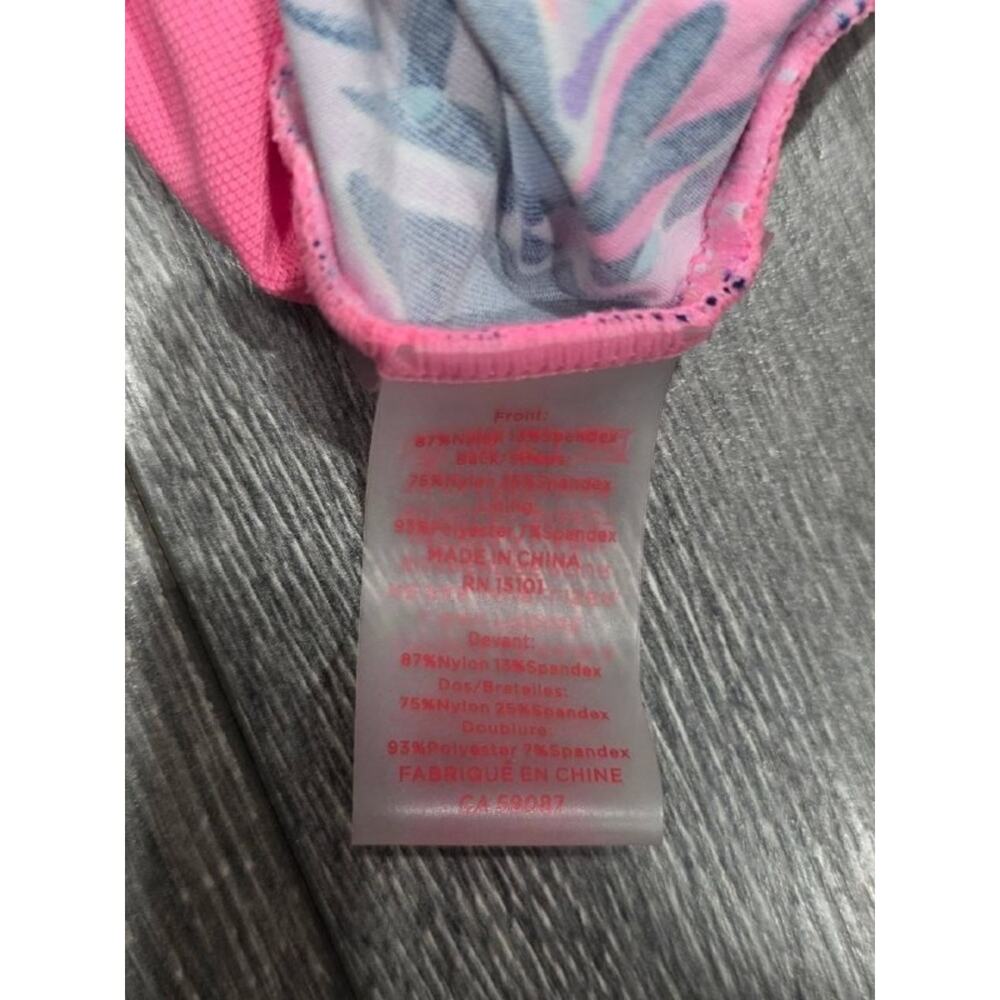 Front:
87%Nylon 13%Spandex
Back/Straps:
75%Nylon 25%Spandex
Lining:
93%Polyester 7%Spandex
MADE IN CHINA
RN 15101
Devant:
87%Nylon 13%Spandex
Dos/Bretelles:
75%Nylon 25%Spandex
Doublure:
93%Polyester 7%Spandex
FABRIQUÉ EN CHINE
CA 59087